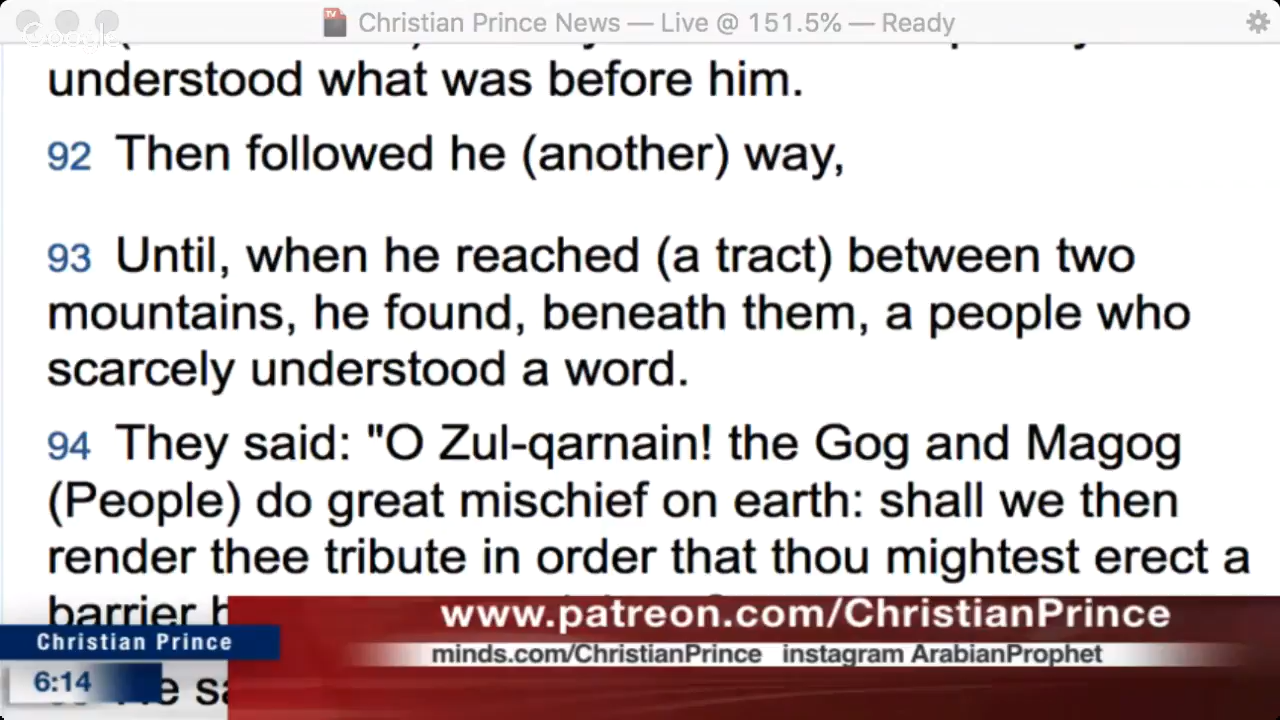 Christian Prince News — Live @ 151.5% — Ready
Google
understood what was before him.
92 Then followed he (another) way,
93 Until, when he reached (a tract) between two
mountains, he found, beneath them, a people who
scarcely understood a word.
94 They said: "O Zul-qarnain! the Gog and Magog
(People) do great mischief on earth: shall we then
render thee tribute in order that thou mightest erect a
barrier
www.patreon.com/ChristianPrince
Christian Prince
minds.com/ChristianPrince instagram ArabianProphet
6:14